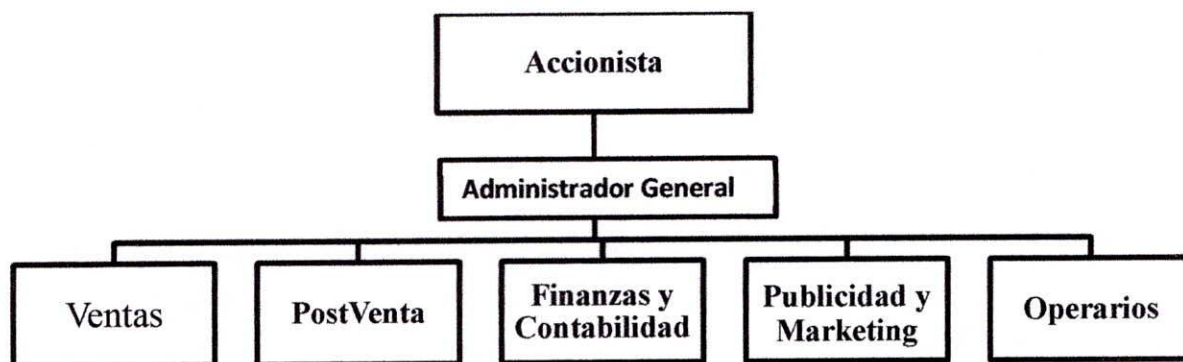 Accionista
Administrador General
Ventas
PostVenta
Finanzas y
Contabilidad
Publicidad y
Marketing
Operarios